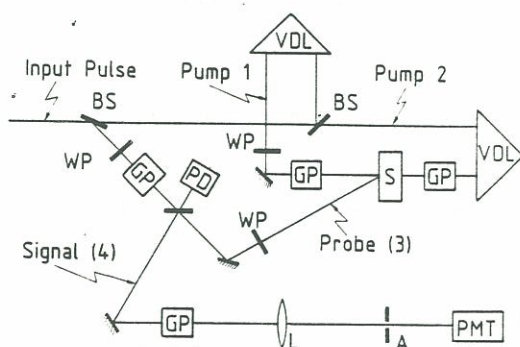 VDL
Input Pulse
Pump 1
Pump 2
BS
BS
WP
WP
VDL
GP
PD
GP
S
GP
WP
Probe (3)
Signal (4)
GP
L
A
PMT